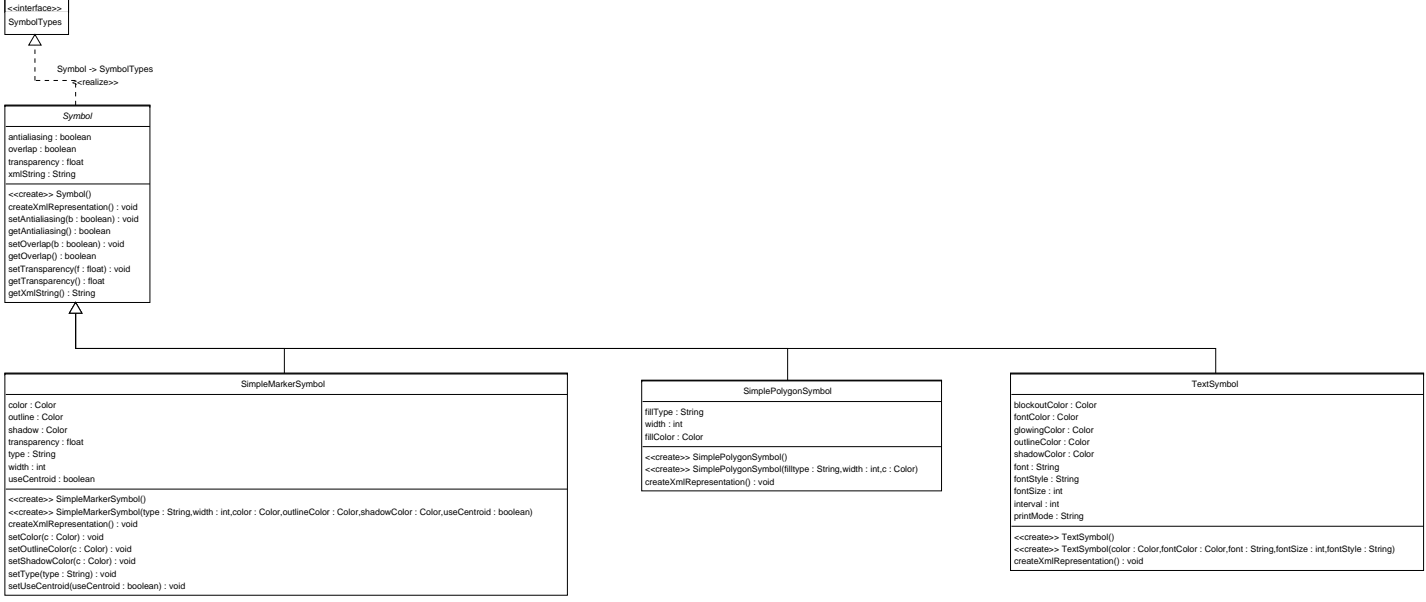 <<interface>>
SymbolTypes
Symbol -> SymbolTypes
<<realize>>
Symbol
antialiasing : boolean
overlap : boolean
transparency : float
xmlString : String
<<create>> Symbol()
createXmlRepresentation() : void
setAntialiasing(b : boolean) : void
getAntialiasing() : boolean
setOverlap(b : boolean) : void
getOverlap() : boolean
setTransparency(f : float) : void
getTransparency() : float
getXmlString() : String
SimpleMarkerSymbol
color : Color
outline : Color
shadow : Color
transparency : float
type : String
width : int
useCentroid : boolean
<<create>> SimpleMarkerSymbol()
<<create>> SimpleMarkerSymbol(type : String,width : int,color : Color,outlineColor : Color,shadowColor : Color,useCentroid : boolean)
createXmlRepresentation() : void
setColor(c : Color) : void
setOutlineColor(c : Color) : void
setShadowColor(c : Color) : void
setType(type : String) : void
setUseCentroid(useCentroid : boolean) : void
SimplePolygonSymbol
fillType : String
width : int
fillColor : Color
<<create>> SimplePolygonSymbol()
<<create>> SimplePolygonSymbol(filltype : String,width : int,c : Color)
createXmlRepresentation() : void
TextSymbol
blockoutColor : Color
fontColor : Color
glowingColor : Color
outlineColor : Color
shadowColor : Color
font : String
fontStyle : String
fontSize : int
interval : int
printMode : String
<<create>> TextSymbol()
<<create>> TextSymbol(color : Color,fontColor : Color,font : String,fontSize : int,fontStyle : String)
createXmlRepresentation() : void